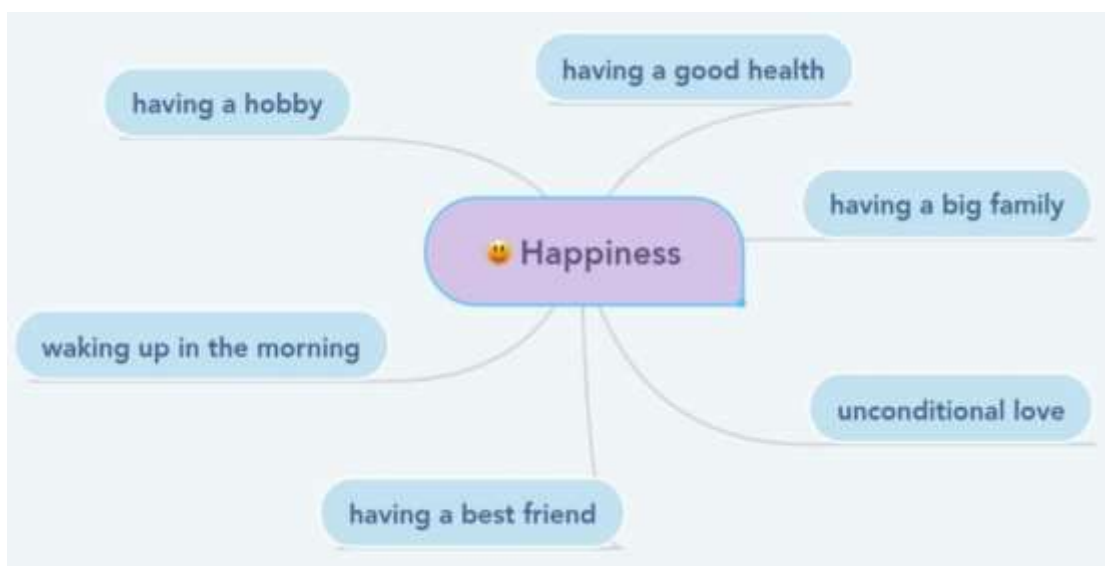 having a good health
having a hobby
having a big family
😃 Happiness
waking up in the morning
unconditional love
having a best friend